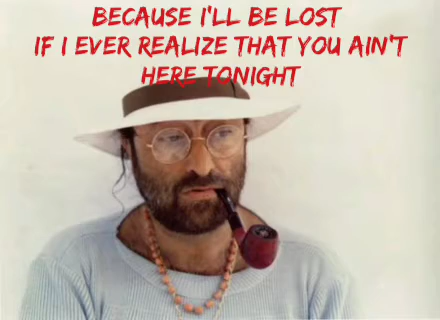 BECAUSE I'LL BE LOST
IF I EVER REALIZE THAT YOU AIN'T
HERE TONIGHT